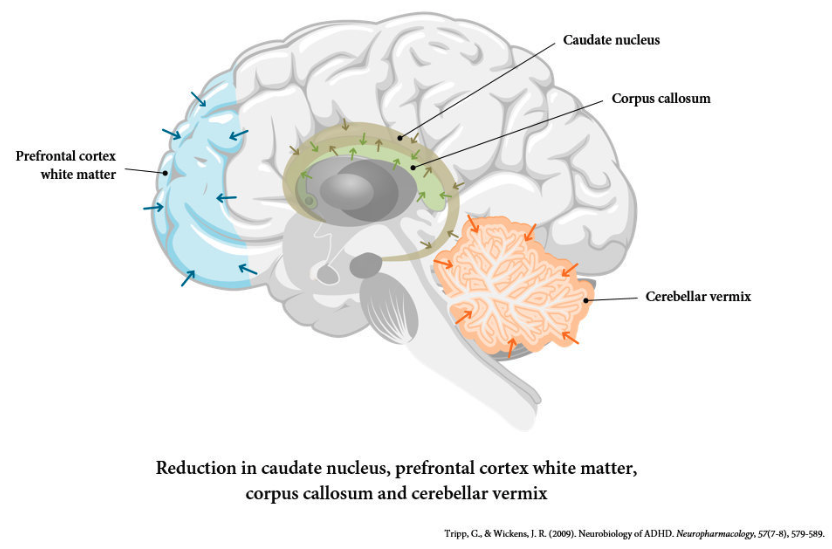 Caudate nucleus
Corpus callosum
Prefrontal cortex
white matter
Cerebellar vermix
Reduction in caudate nucleus, prefrontal cortex white matter,
corpus callosum and cerebellar vermix
Tripp, G., & Wickens, J. R. (2009). Neurobiology of ADHD. Neuropharmacology, 57(7-8), 579-589.